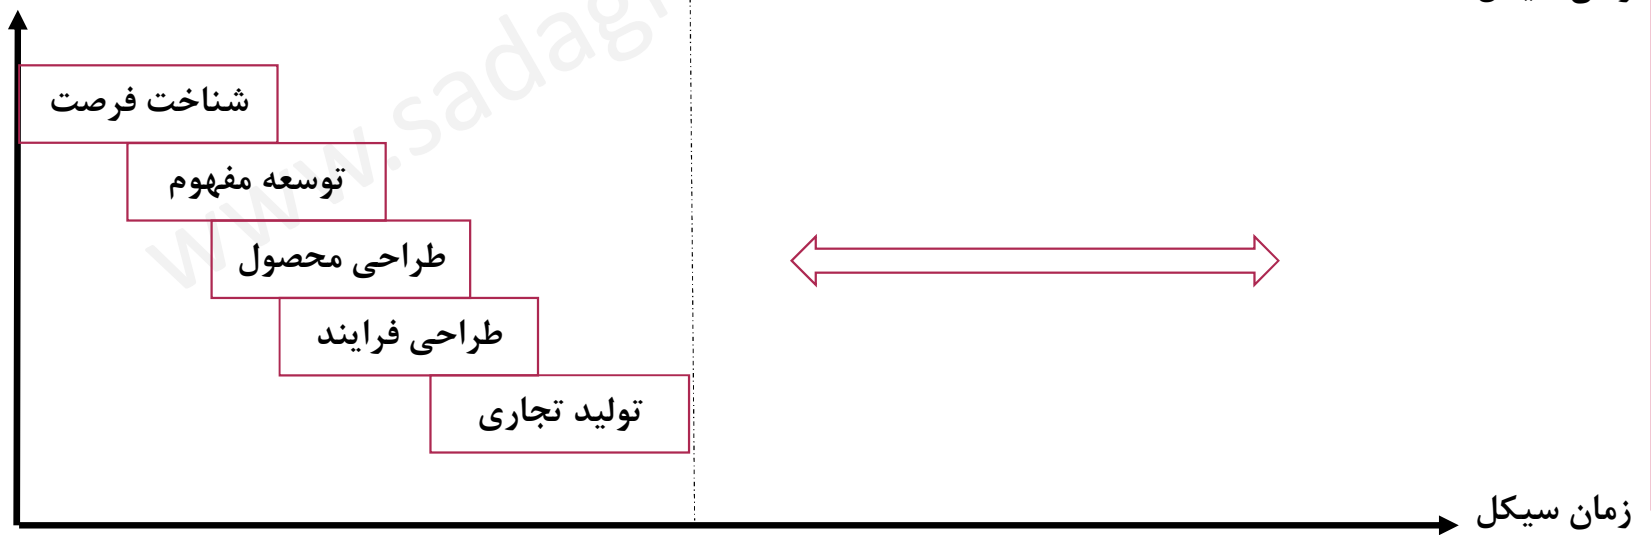 شناخت فرصت
توسعه مفهوم
طراحی محصول
طراحی فرایند
تولید تجاری
زمان سیکل